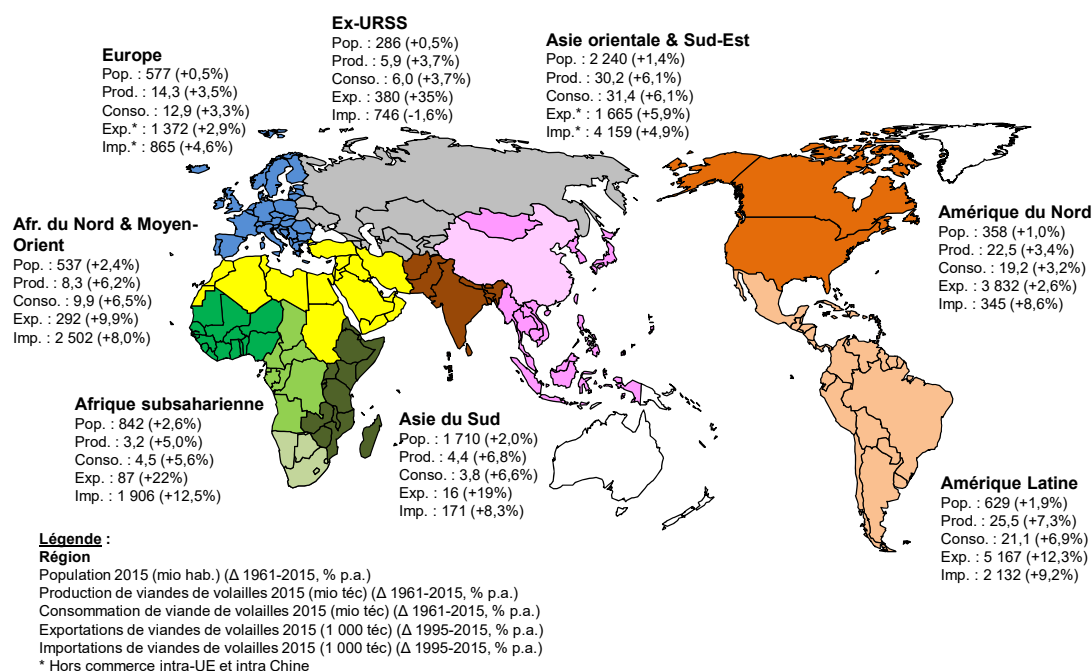 Ex-URSS
Pop. : 286 (+0,5%)
Prod. : 5,9 (+3,7%)
Conso. : 6,0 (+3,7%)
Exp. : 380 (+35%)
Imp. : 746 (-1,6%)
Europe
Pop. : 577 (+0,5%)
Prod. : 14,3 (+3,5%)
Conso. : 12,9 (+3,3%)
Exp.* : 1 372 (+2,9%)
Imp.* : 865 (+4,6%)
Asie orientale & Sud-Est
Pop. : 2 240 (+1,4%)
Prod. : 30,2 (+6,1%)
Conso. : 31,4 (+6,1%)
Exp.* : 1 665 (+5,9%)
Imp.* : 4 159 (+4,9%)
Afr. du Nord & Moyen-
Orient
Pop. : 537 (+2,4%)
Prod. : 8,3 (+6,2%)
Conso. : 9,9 (+6,5%)
Exp. : 292 (+9,9%)
Imp. : 2 502 (+8,0%)
Amérique du Nord
Pop. : 358 (+1,0%)
Prod. : 22,5 (+3,4%)
Conso. : 19,2 (+3,2%)
Exp. : 3 832 (+2,6%)
Imp. : 345 (+8,6%)
Afrique subsaharienne
Pop. : 842 (+2,6%)
Prod. : 3,2 (+5,0%)
Conso. : 4,5 (+5,6%)
Exp. : 87 (+22%)
Imp. : 1 906 (+12,5%)
Asie du Sud
Pop. : 1 710 (+2,0%)
Prod. : 4,4 (+6,8%)
Conso. : 3,8 (+6,6%)
Exp. : 16 (+19%)
Imp. : 171 (+8,3%)
Amérique Latine
Pop. : 629 (+1,9%)
Prod. : 25,5 (+7,3%)
Conso. : 21,1 (+6,9%)
Exp. : 5 167 (+12,3%)
Imp. : 2 132 (+9,2%)
Légende :
Région
Population 2015 (mio hab.) (Δ 1961-2015, % p.a.)
Production de viandes de volailles 2015 (mio téc) (Δ 1961-2015, % p.a.)
Consommation de viande de volailles 2015 (mio téc) (Δ 1961-2015, % p.a.)
Exportations de viandes de volailles 2015 (1 000 téc) (Δ 1995-2015, % p.a.)
Importations de viandes de volailles 2015 (1 000 téc) (Δ 1995-2015, % p.a.)
* Hors commerce intra-UE et intra Chine